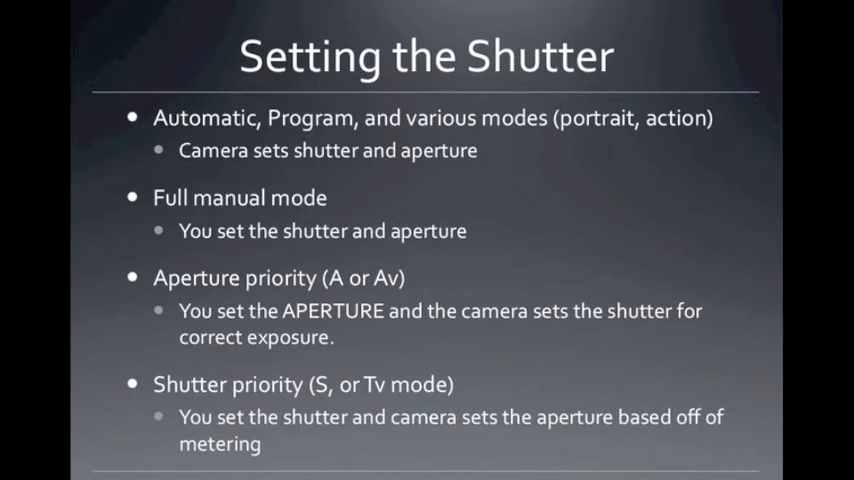 Setting the Shutter
• Automatic, Program, and various modes (portrait, action)
• Camera sets shutter and aperture
• Full manual mode
• You set the shutter and aperture
• Aperture priority (A or Av)
• You set the APERTURE and the camera sets the shutter for
correct exposure.
• Shutter priority (S, or Tv mode)
• You set the shutter and camera sets the aperture based off of
metering